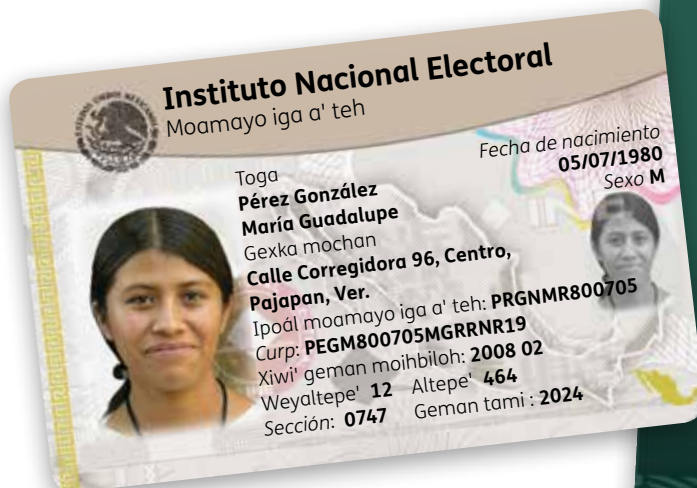 Instituto Nacional Electoral
Moamayo iga a' teh
Fecha de nacimiento
05/07/1980
Sexo M
Toga
Pérez González
María Guadalupe
Gexka mochan
Calle Corregidora 96, Centro,
Pajapan, Ver.
Ipoál moamayo iga a' teh: PRGNMR800705
Curp: PEGM800705MGRRNR19
Xiwi' geman moihbiloh: 2008 02
Weyaltepe' 12 Altepe' 464
Sección: 0747 Geman tami : 2024